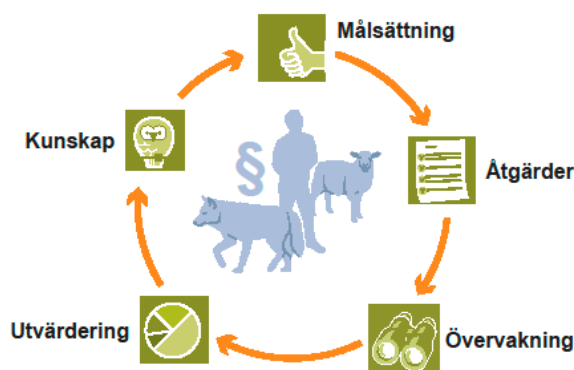 Målsättning
Kunskap
§
Åtgärder
Utvärdering
Övervakning